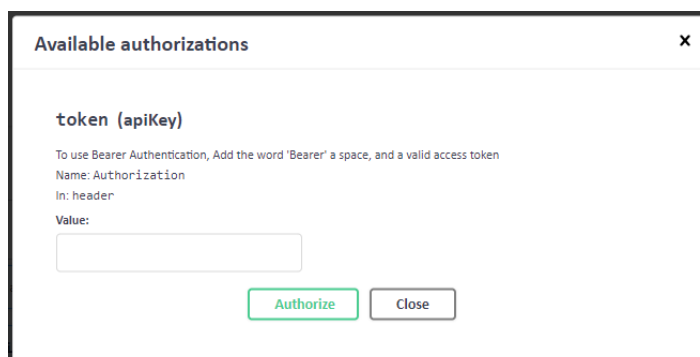 Available authorizations
token (apiKey)
To use Bearer Authentication, Add the word 'Bearer' a space, and a valid access token
Name: Authorization
In: header
Value:
Authorize Close